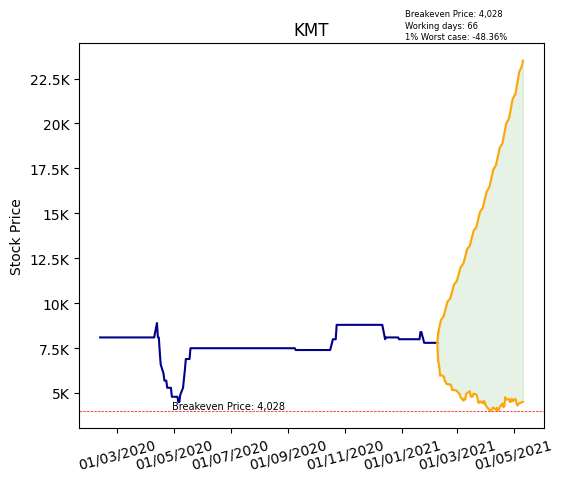 Breakeven Price: 4,028
Working days: 66
1% Worst case: -48.36%
KMT
Stock Price
22.5K
20K
17.5K
15K
12.5K
10K
7.5K
5K
Breakeven Price: 4,028
01/03/2020
01/05/2020
01/07/2020
01/09/2020
01/11/2020
01/01/2021
01/03/2021
01/05/2021